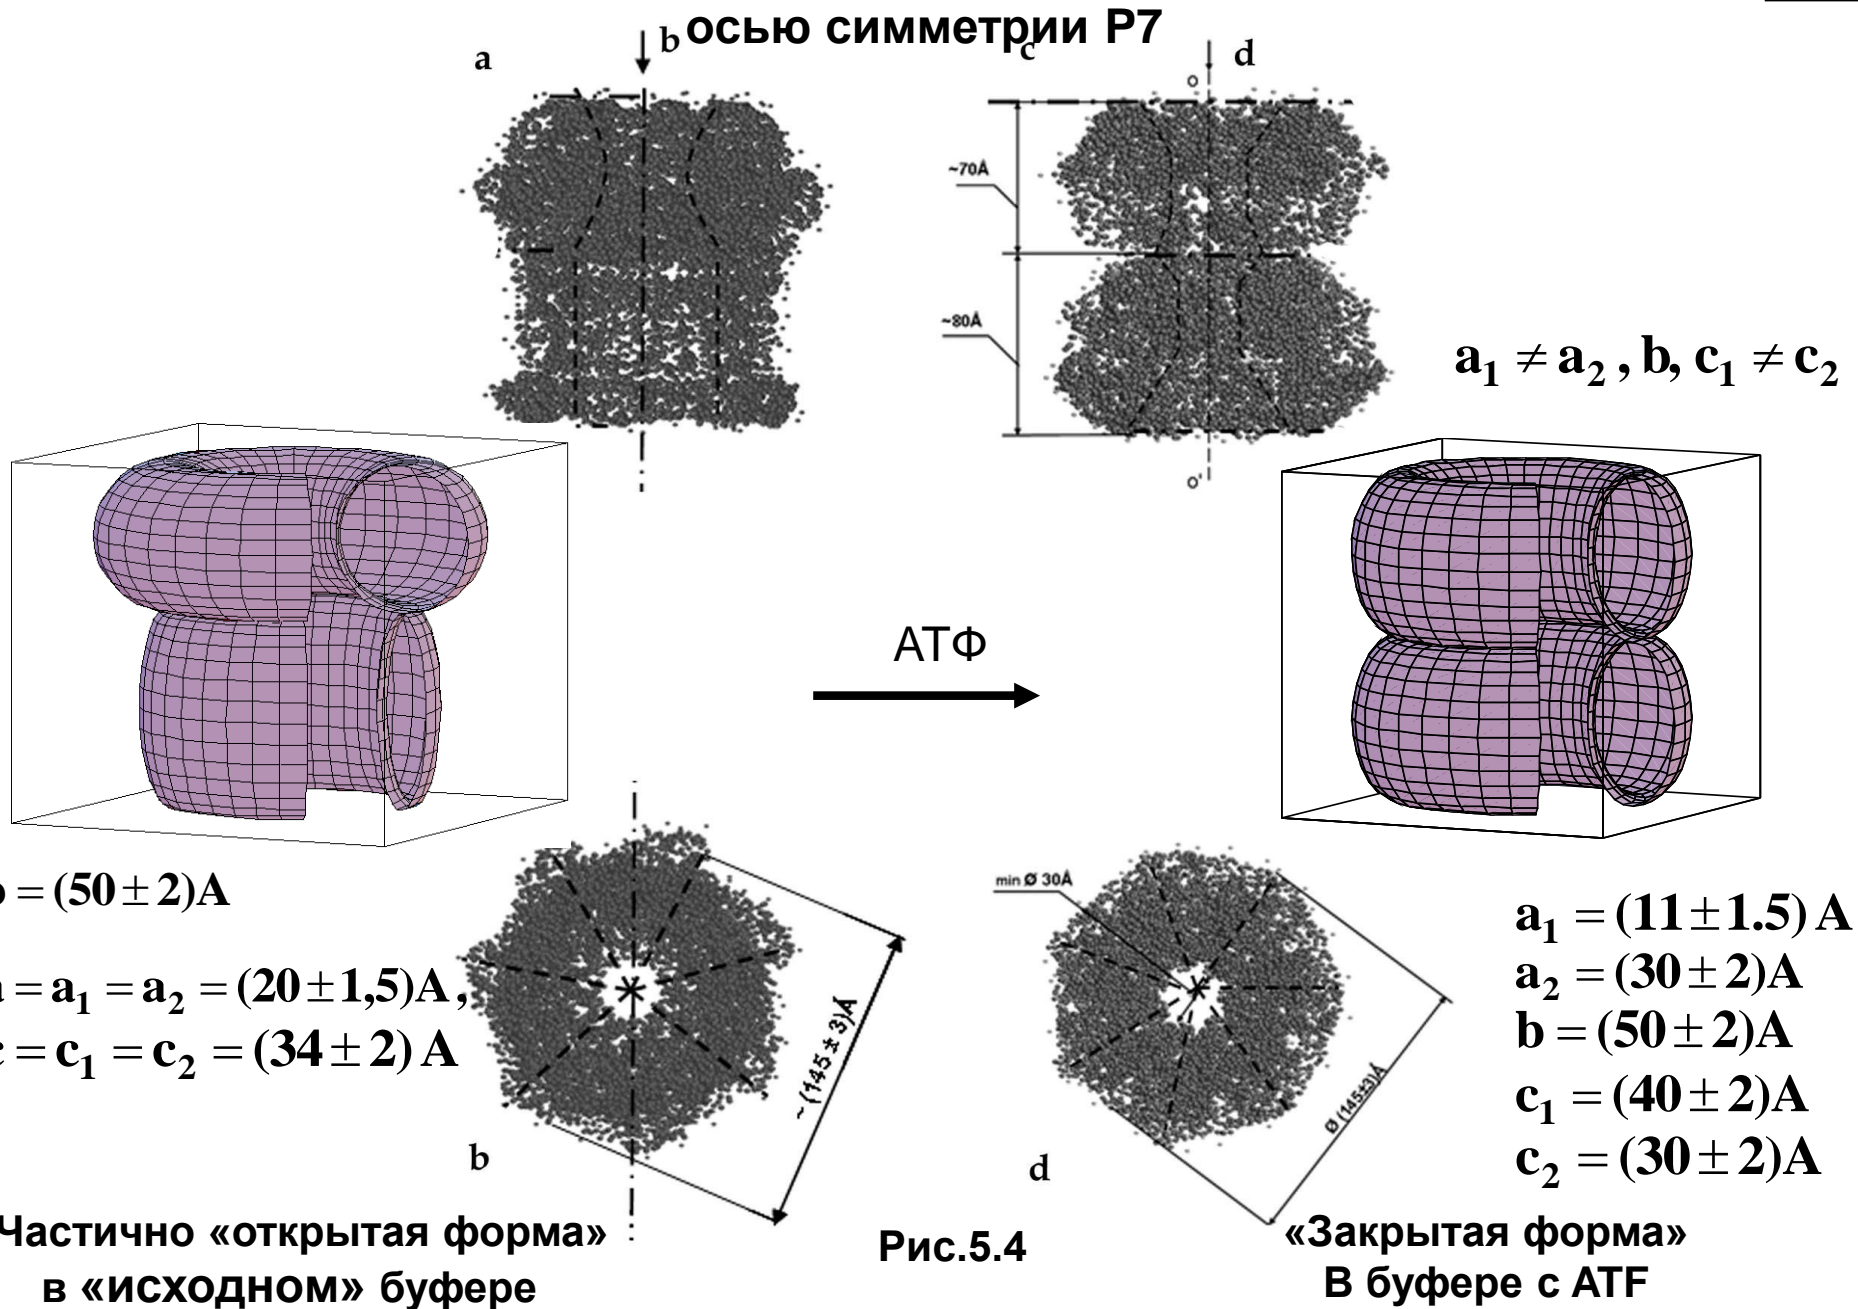 осью симметрии P7
a
b
c
d
o
~70Å
~80Å
o'
a₁ ≠ a₂ , b, c₁ ≠ c₂
АТФ
= (50 ± 2)A
= a₁ = a₂ = (20 ± 1,5)A ,
= c₁ = c₂ = (34 ± 2) A
~ (145 ± 3)Å
b
min Ø 30Å
Ø (145±3)Å
d
a₁ = (11 ± 1.5) A
a₂ = (30 ± 2)A
b = (50 ± 2)A
c₁ = (40 ± 2)A
c₂ = (30 ± 2)A
Частично «открытая форма»
в «исходном» буфере
Рис.5.4
«Закрытая форма»
В буфере с ATF